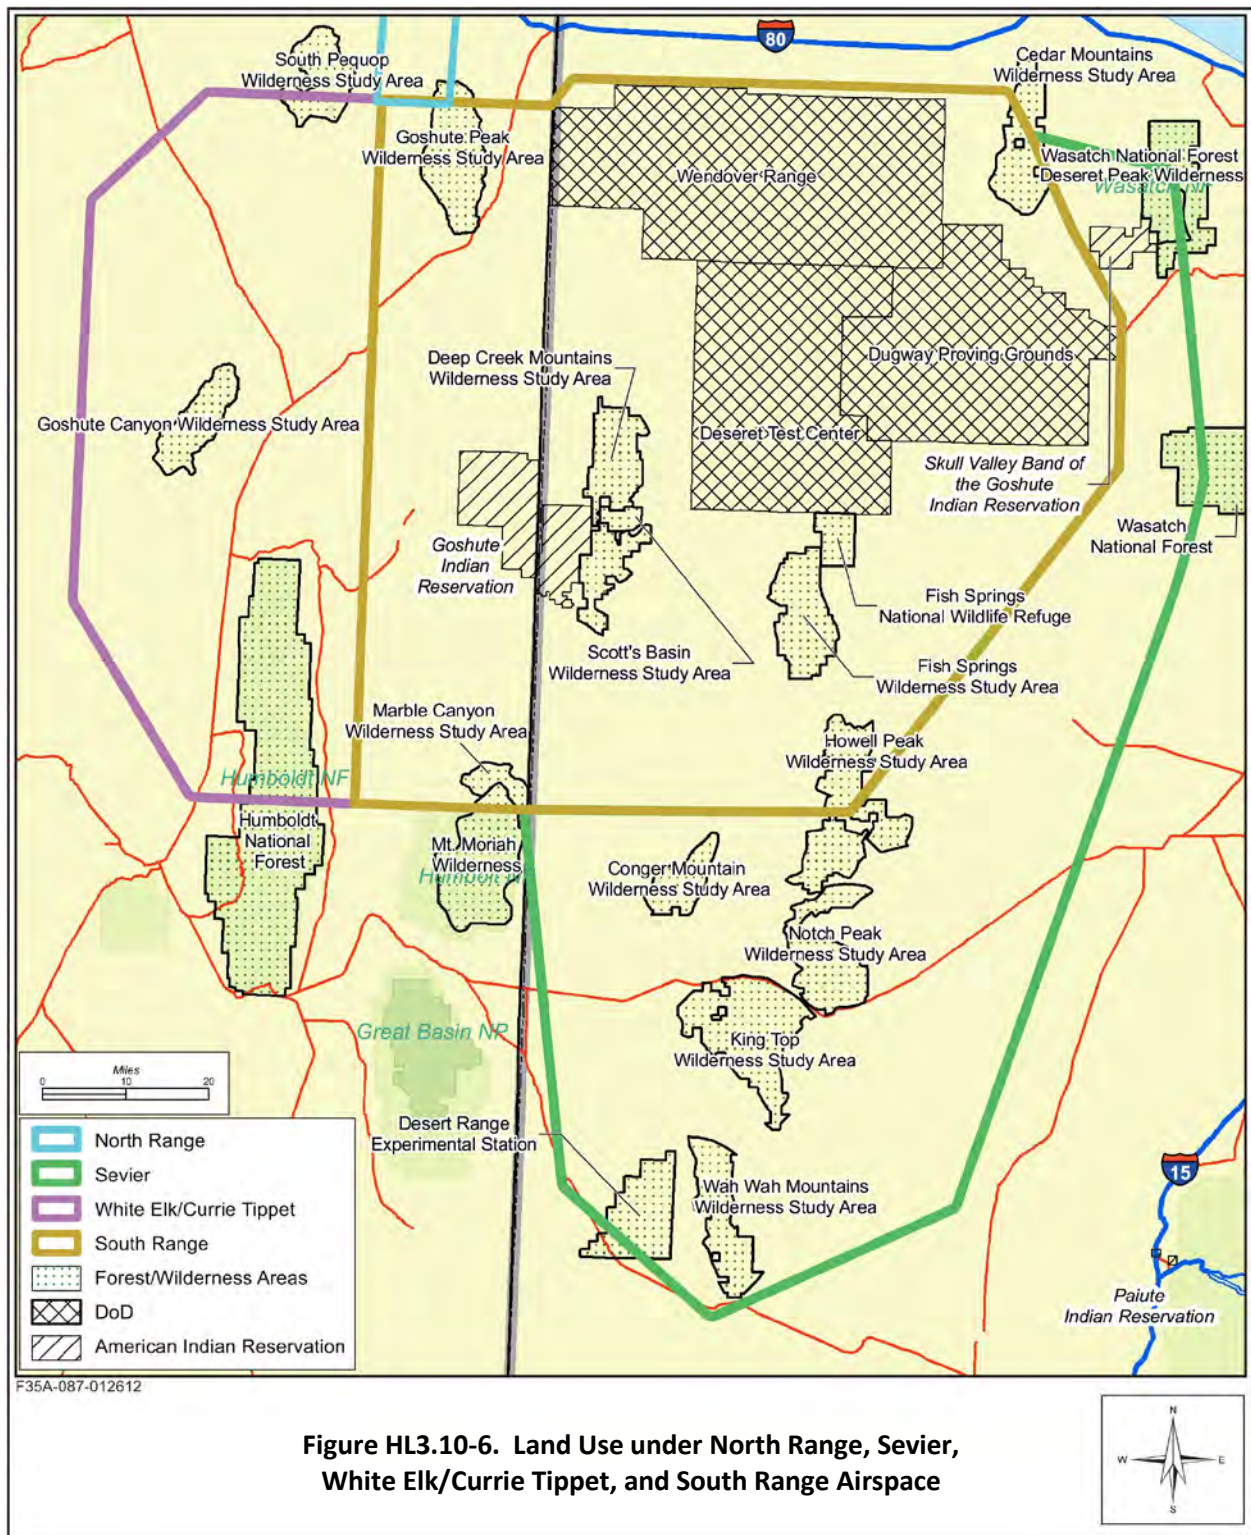 80
South Pequop
Wilderness Study Area
Cedar Mountains
Wilderness Study Area
Goshute Peak
Wilderness Study Area
Wendover Range
Wasatch National Forest
Deseret Peak Wilderness
Wasatch NF
Deep Creek Mountains
Wilderness Study Area
Dugway Proving Grounds
Goshute Canyon Wilderness Study Area
Deseret Test Center
Skull Valley Band of
the Goshute
Indian Reservation
Wasatch
National Forest
Goshute
Indian
Reservation
Fish Springs
National Wildlife Refuge
Scott's Basin
Wilderness Study Area
Fish Springs
Wilderness Study Area
Marble Canyon
Wilderness Study Area
Howell Peak
Wilderness Study Area
Humboldt NF
Humboldt
National
Forest
Mt. Moriah
Wilderness
Humbolt N
Conger Mountain
Wilderness Study Area
Notch Peak
Wilderness Study Area
Great Basin NP
King Top
Wilderness Study Area
Miles
0 10 20
Desert Range
Experimental Station
Wah Wah Mountains
Wilderness Study Area
15
Paiute
Indian Reservation
North Range
Sevier
White Elk/Currie Tippet
South Range
Forest/Wilderness Areas
DoD
American Indian Reservation
F35A-087-012612
Figure HL3.10-6. Land Use under North Range, Sevier,
White Elk/Currie Tippet, and South Range Airspace
N
W E
S